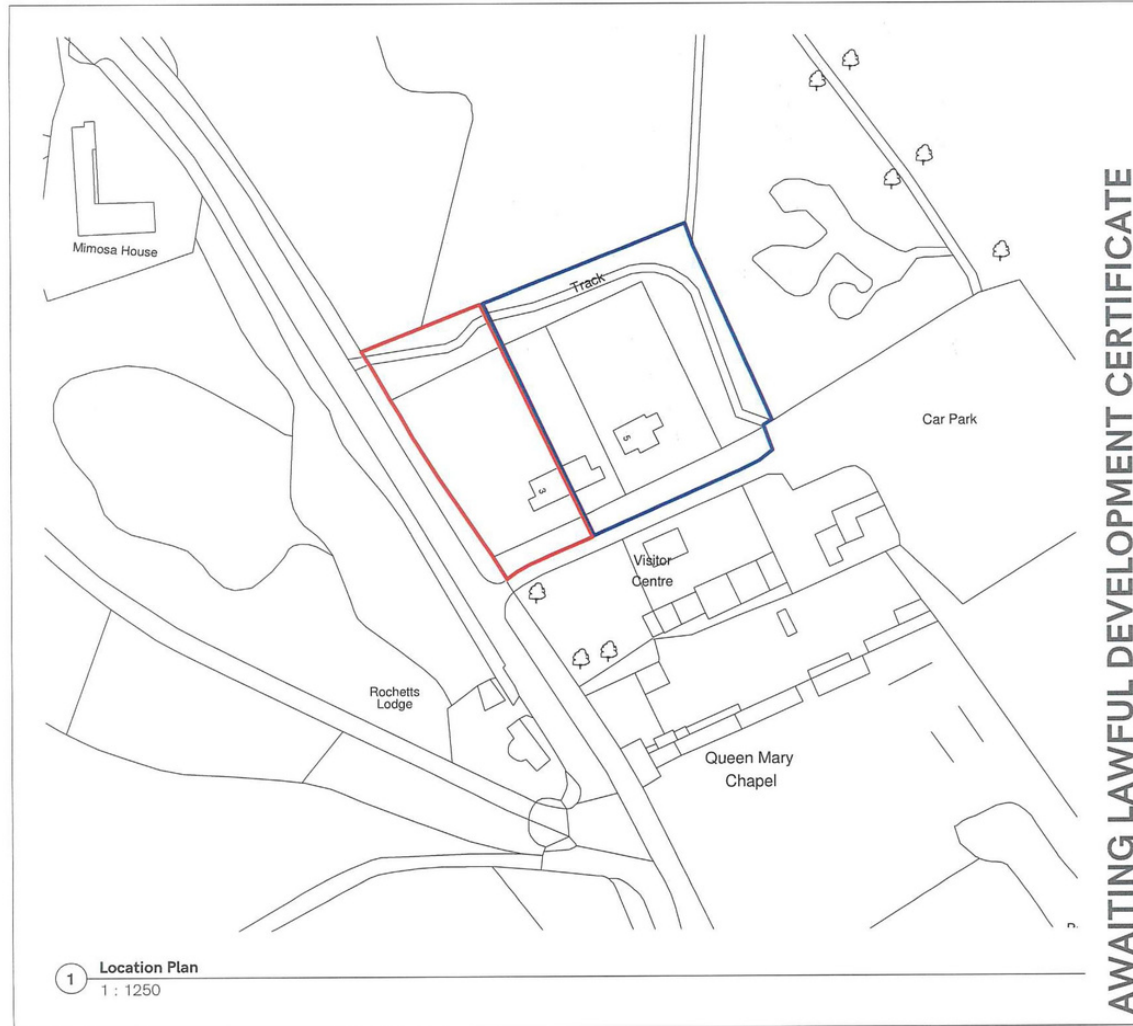 Mimosa House
Track
Car Park
5
3
Visitor
Centre
Rochetts
Lodge
Queen Mary
Chapel
1
Location Plan
1 : 1250
AWAITING LAWFUL DEVELOPMENT CERTIFICATE